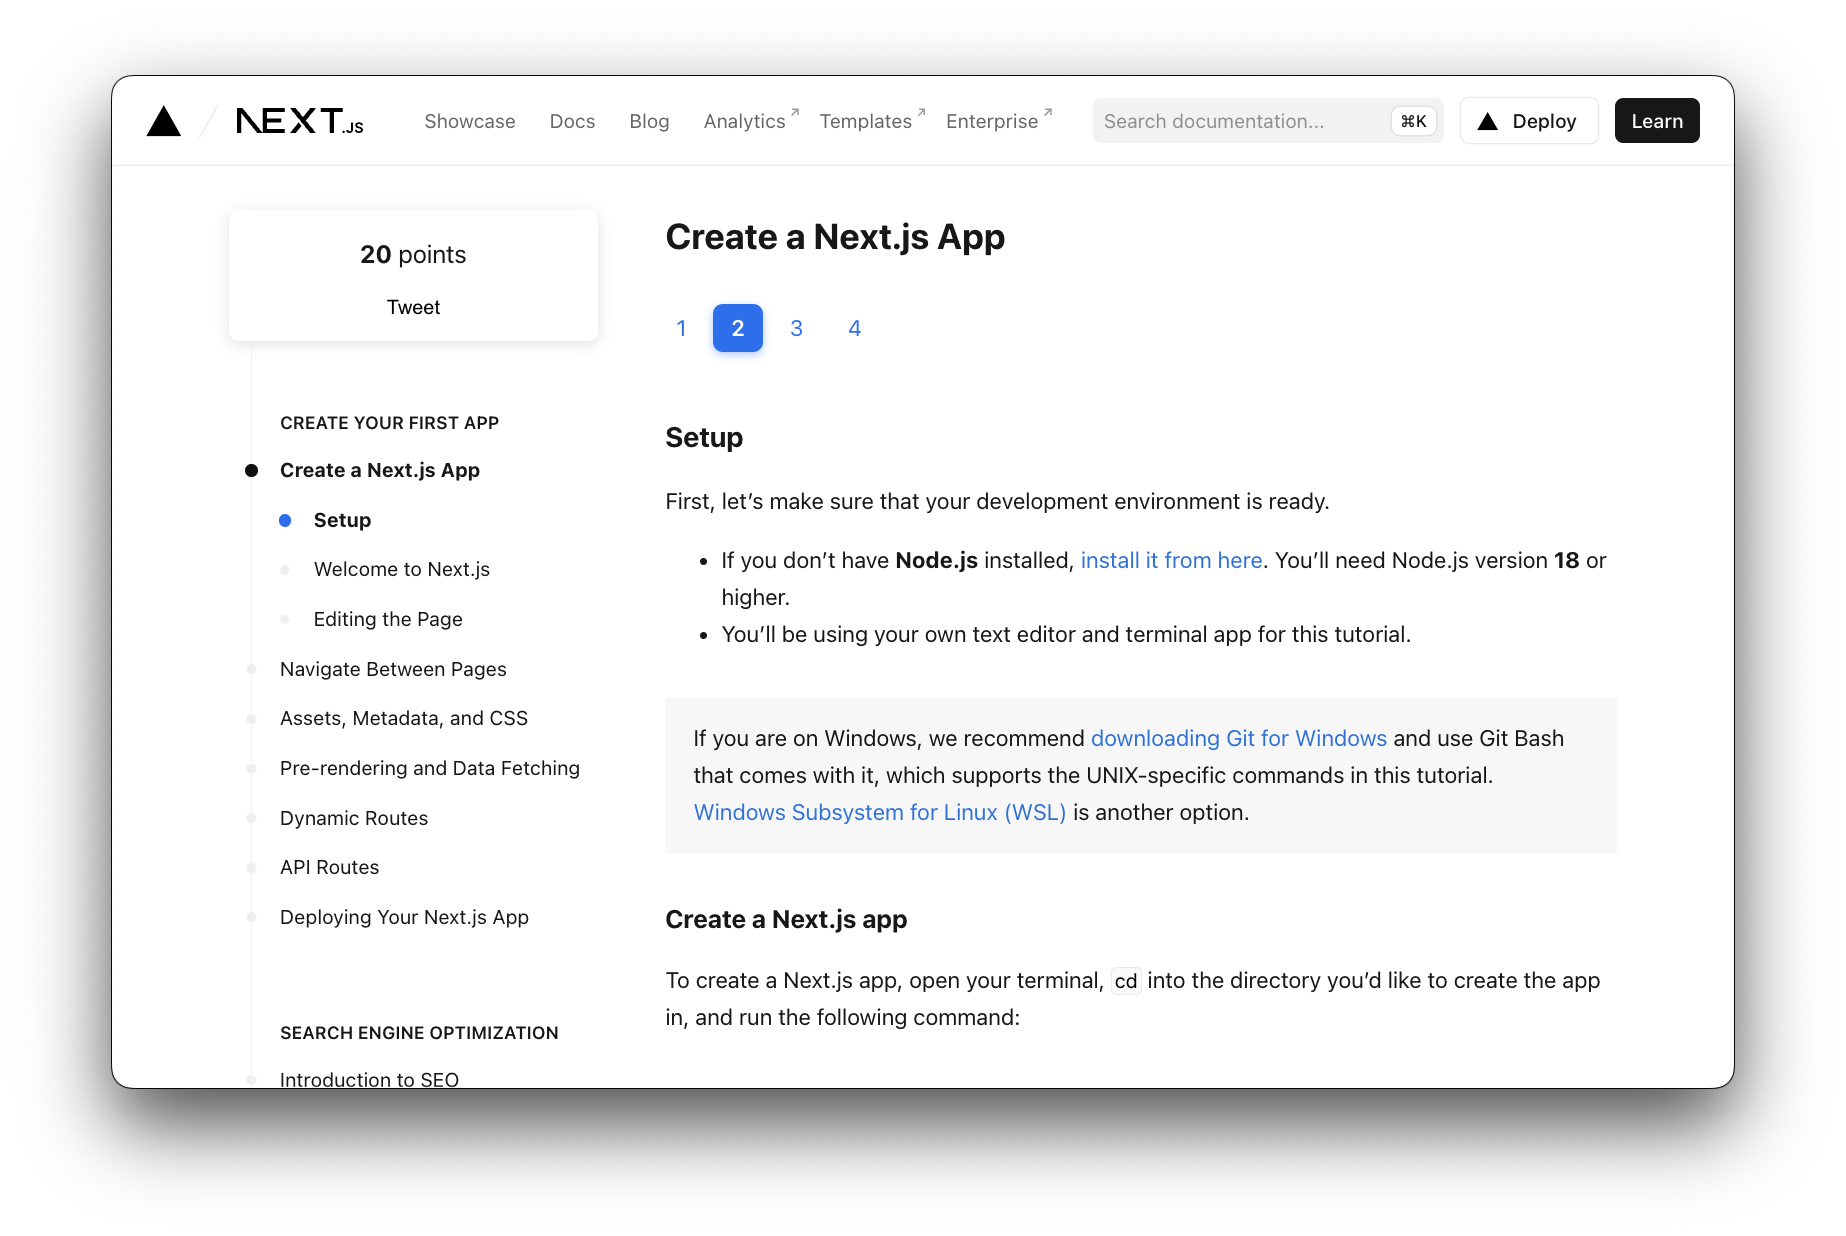 NEXT.JS
Showcase
Docs
Blog
Analytics ↗
Templates ↗
Enterprise ↗
Search documentation...
⌘K
Deploy
Learn
20 points
Tweet
CREATE YOUR FIRST APP
Create a Next.js App
Setup
Welcome to Next.js
Editing the Page
Navigate Between Pages
Assets, Metadata, and CSS
Pre-rendering and Data Fetching
Dynamic Routes
API Routes
Deploying Your Next.js App
SEARCH ENGINE OPTIMIZATION
Introduction to SEO
Create a Next.js App
1 2 3 4
Setup
First, let’s make sure that your development environment is ready.
• If you don’t have Node.js installed, install it from here. You’ll need Node.js version 18 or
higher.
• You’ll be using your own text editor and terminal app for this tutorial.
If you are on Windows, we recommend downloading Git for Windows and use Git Bash
that comes with it, which supports the UNIX-specific commands in this tutorial.
Windows Subsystem for Linux (WSL) is another option.
Create a Next.js app
To create a Next.js app, open your terminal, cd into the directory you’d like to create the app
in, and run the following command: